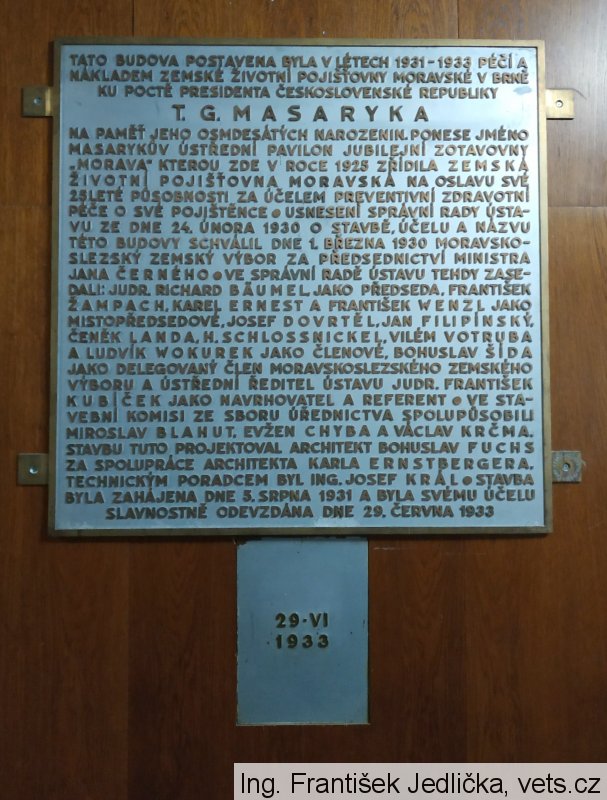 TATO BUDOVA POSTAVENA BYLA V LÉTECH 1931-1933 PÉČÍ A
NÁKLADEM ZEMSKÉ ŽIVOTNÍ POJIŠŤOVNY MORAVSKÉ V BRNĚ
KU POCTĚ PRESIDENTA ČESKOSLOVENSKÉ REPUBLIKY
T. G. MASARYKA
NA PAMĚŤ JEHO OSMDESÁTÝCH NAROZENIN. PONESE JMÉNO
MASARYKŮV ÚSTŘEDNÍ PAVILON JUBILEJNÍ ZOTAVOVNY
„MORAVA" KTEROU ZDE V ROCE 1925 ZŘÍDILA ZEMSKÁ
ŽIVOTNÍ POJIŠŤOVNA MORAVSKÁ NA OSLAVU SVÉ
25LETÉ PŮSOBNOSTI ZA ÚČELEM PREVENTIVNÍ ZDRAVOTNÍ
PÉČE O SVÉ POJIŠTĚNCE • USNESENÍ SPRÁVNÍ RADY ÚSTA-
VU ZE DNE 24. ÚNORA 1930 O STAVBĚ, ÚČELU A NÁZVU
TÉTO BUDOVY SCHVÁLIL DNE 1. BŘEZNA 1930 MORAVSKO-
SLEZSKÝ ZEMSKÝ VÝBOR ZA PŘEDSEDNICTVÍ MINISTRA
JANA ČERNÉHO • VE SPRÁVNÍ RADĚ ÚSTAVU TEHDY ZASE-
DALI: JUDR. RICHARD BÄUMEL JAKO PŘEDSEDA, FRANTIŠEK
ŽAMPACH, KAREL ERNEST A FRANTIŠEK WENZL JAKO
MÍSTOPŘEDSEDOVÉ, JOSEF DOVRTĚL, JAN FILIPÍNSKÝ,
ČENĚK LANDA, H. SCHLOSSNICKEL, VILÉM VOTRUBA
A LUDVÍK WOKUREK JAKO ČLENOVÉ, BOHUSLAV ŠÍDA
JAKO DELEGOVANÝ ČLEN MORAVSKOSLEZSKÉHO ZEMSKÉHO
VÝBORU A ÚSTŘEDNÍ ŘEDITEL ÚSTAVU JUDR. FRANTIŠEK
KUBÍČEK JAKO NAVRHOVATEL A REFERENT • VE STA-
VEBNÍ KOMISI ZE SBORU ÚŘEDNICTVA SPOLUPŮSOBILI
MIROSLAV BLAHUT, EVŽEN CHYBA A VÁCLAV KRČMA.
STAVBU TUTO PROJEKTOVAL ARCHITEKT BOHUSLAV FUCHS
ZA SPOLUPRÁCE ARCHITEKTA KARLA ERNSTBERGERA.
TECHNICKÝM PORADCEM BYL ING. JOSEF KRÁL • STAVBA
BYLA ZAHÁJENA DNE 5. SRPNA 1931 A BYLA SVÉMU ÚČELU
SLAVNOSTNĚ ODEVZDÁNA DNE 29. ČERVNA 1933
29·VI
1933
Ing. František Jedlička, vets.cz